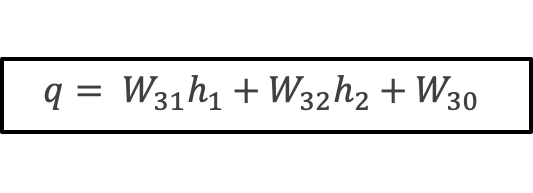 q = W₃₁h₁ + W₃₂h₂ + W₃₀